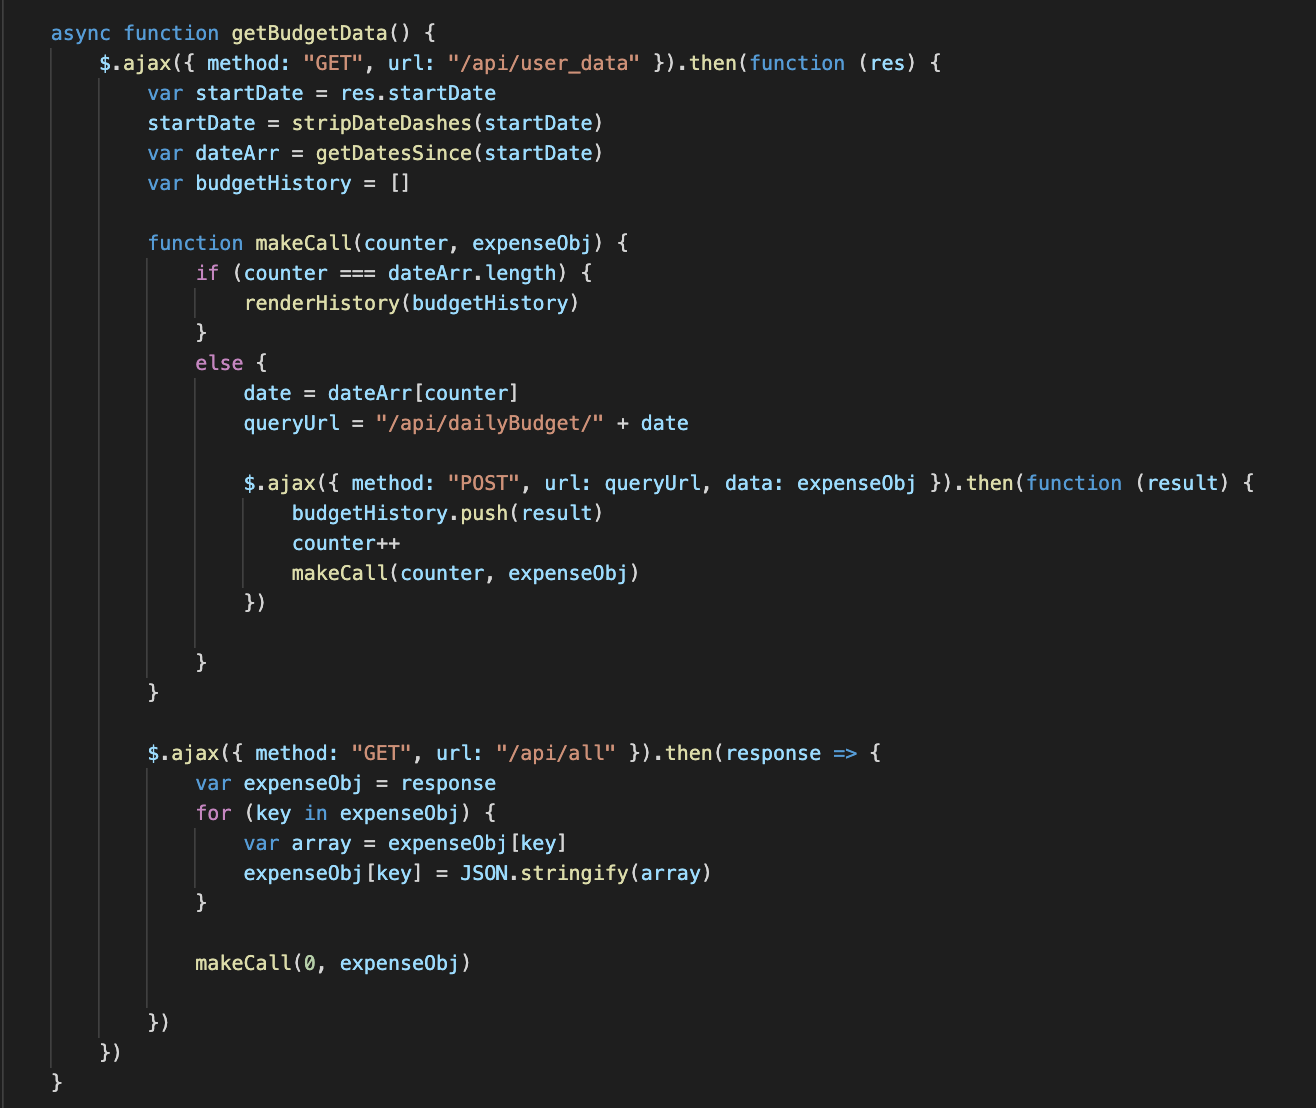 async function getBudgetData() {
    $.ajax({ method: "GET", url: "/api/user_data" }).then(function (res) {
        var startDate = res.startDate
        startDate = stripDateDashes(startDate)
        var dateArr = getDatesSince(startDate)
        var budgetHistory = []

        function makeCall(counter, expenseObj) {
            if (counter === dateArr.length) {
                renderHistory(budgetHistory)
            }
            else {
                date = dateArr[counter]
                queryUrl = "/api/dailyBudget/" + date

                $.ajax({ method: "POST", url: queryUrl, data: expenseObj }).then(function (result) {
                    budgetHistory.push(result)
                    counter++
                    makeCall(counter, expenseObj)
                })

            }
        }

        $.ajax({ method: "GET", url: "/api/all" }).then(response => {
            var expenseObj = response
            for (key in expenseObj) {
                var array = expenseObj[key]
                expenseObj[key] = JSON.stringify(array)
            }

            makeCall(0, expenseObj)

        })
    })
}